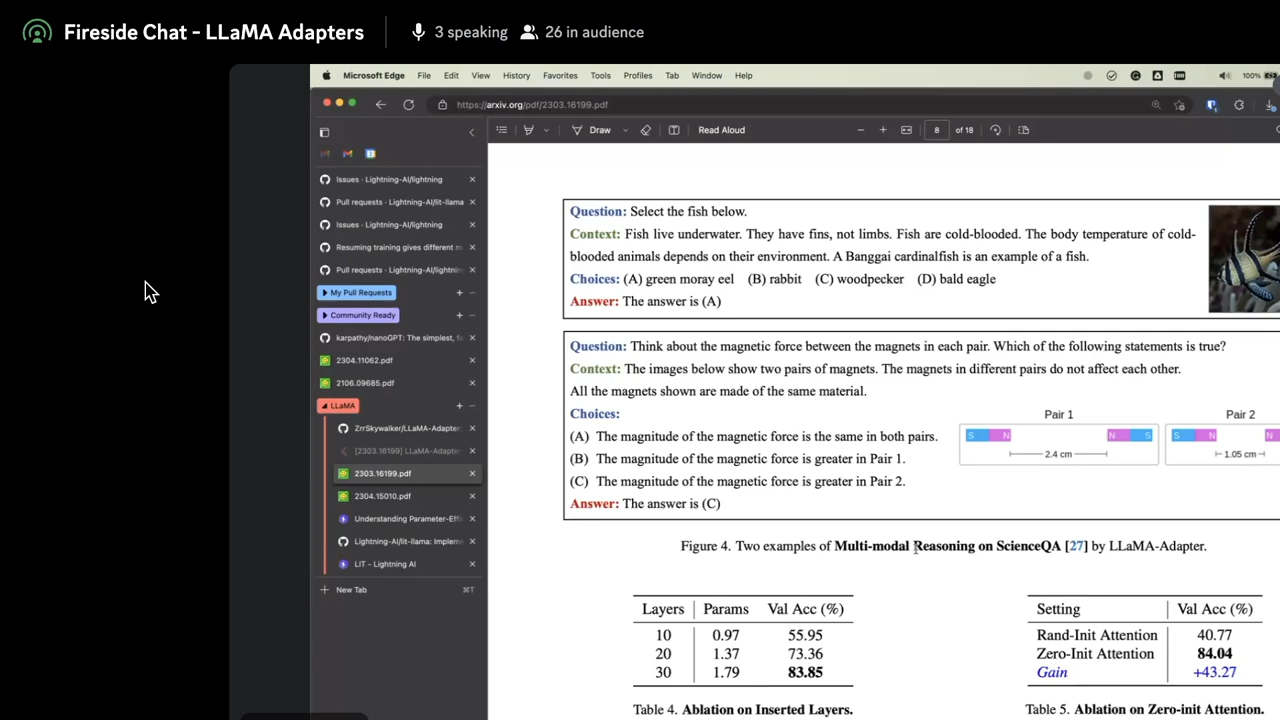 Fireside Chat - LLaMA Adapters
3 speaking
26 in audience
Microsoft Edge File Edit View History Favorites Tools Profiles Tab Window Help
100%
https://arxiv.org/pdf/2303.16199.pdf
Draw
Read Aloud
8 of 18
Issues · Lightning-AI/lightning
Pull requests · Lightning-AI/lit-llama
Issues · Lightning-AI/lightning
Resuming training gives different
Pull requests · Lightning-AI/lightnin
My Pull Requests
Community Ready
karpathy/nanoGPT: The simplest,
2304.11062.pdf
2106.09685.pdf
LLaMA
ZrrSkywalker/LLaMA-Adapter
[2303.16199] LLaMA-Adapte
2303.16199.pdf
2304.15010.pdf
Understanding Parameter-Effi
Lightning-AI/lit-llama: Implem
LIT - Lightning AI
New Tab ⌘T
Question: Select the fish below.
Context: Fish live underwater. They have fins, not limbs. Fish are cold-blooded. The body temperature of cold-
blooded animals depends on their environment. A Banggai cardinalfish is an example of a fish.
Choices: (A) green moray eel (B) rabbit (C) woodpecker (D) bald eagle
Answer: The answer is (A)
Question: Think about the magnetic force between the magnets in each pair. Which of the following statements is true?
Context: The images below show two pairs of magnets. The magnets in different pairs do not affect each other.
All the magnets shown are made of the same material.
Choices:
(A) The magnitude of the magnetic force is the same in both pairs.
(B) The magnitude of the magnetic force is greater in Pair 1.
(C) The magnitude of the magnetic force is greater in Pair 2.
Answer: The answer is (C)
Pair 1 Pair 2
S N N S S N N
2.4 cm 1.05 cm
Figure 4. Two examples of Multi-modal Reasoning on ScienceQA [27] by LLaMA-Adapter.
Layers Params Val Acc (%)
10 0.97 55.95
20 1.37 73.36
30 1.79 83.85
Table 4. Ablation on Inserted Layers.
Setting Val Acc (%)
Rand-Init Attention 40.77
Zero-Init Attention 84.04
Gain +43.27
Table 5. Ablation on Zero-init Attention.